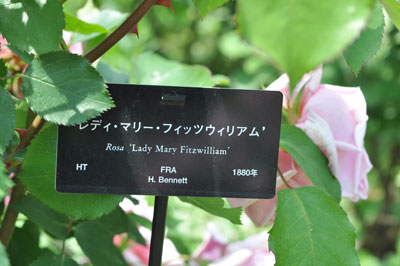 ‘レディ・マリー・フィッツウィリアム’
Rosa ‘Lady Mary Fitzwilliam’
HT FRA 1880年
H. Bennett